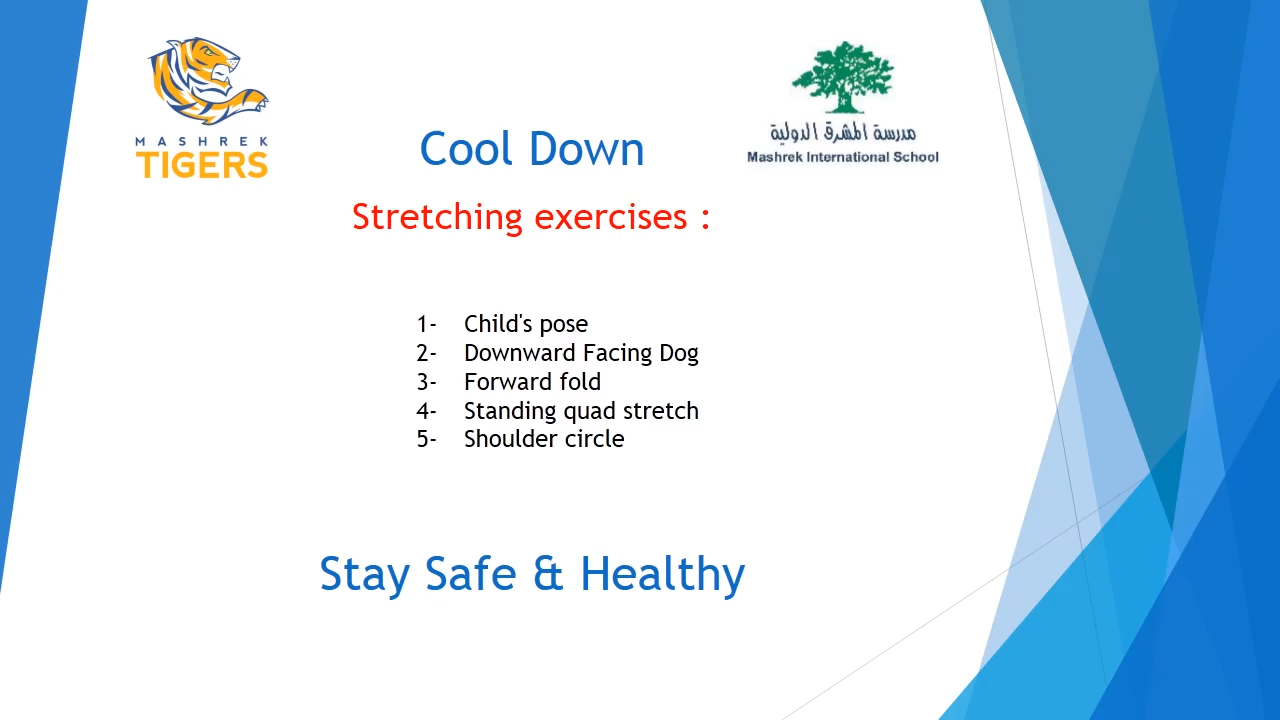 MASHREK
TIGERS
مدرسة المشرق الدولية
Mashrek International School
Cool Down
Stretching exercises :
1- Child's pose
2- Downward Facing Dog
3- Forward fold
4- Standing quad stretch
5- Shoulder circle
Stay Safe & Healthy